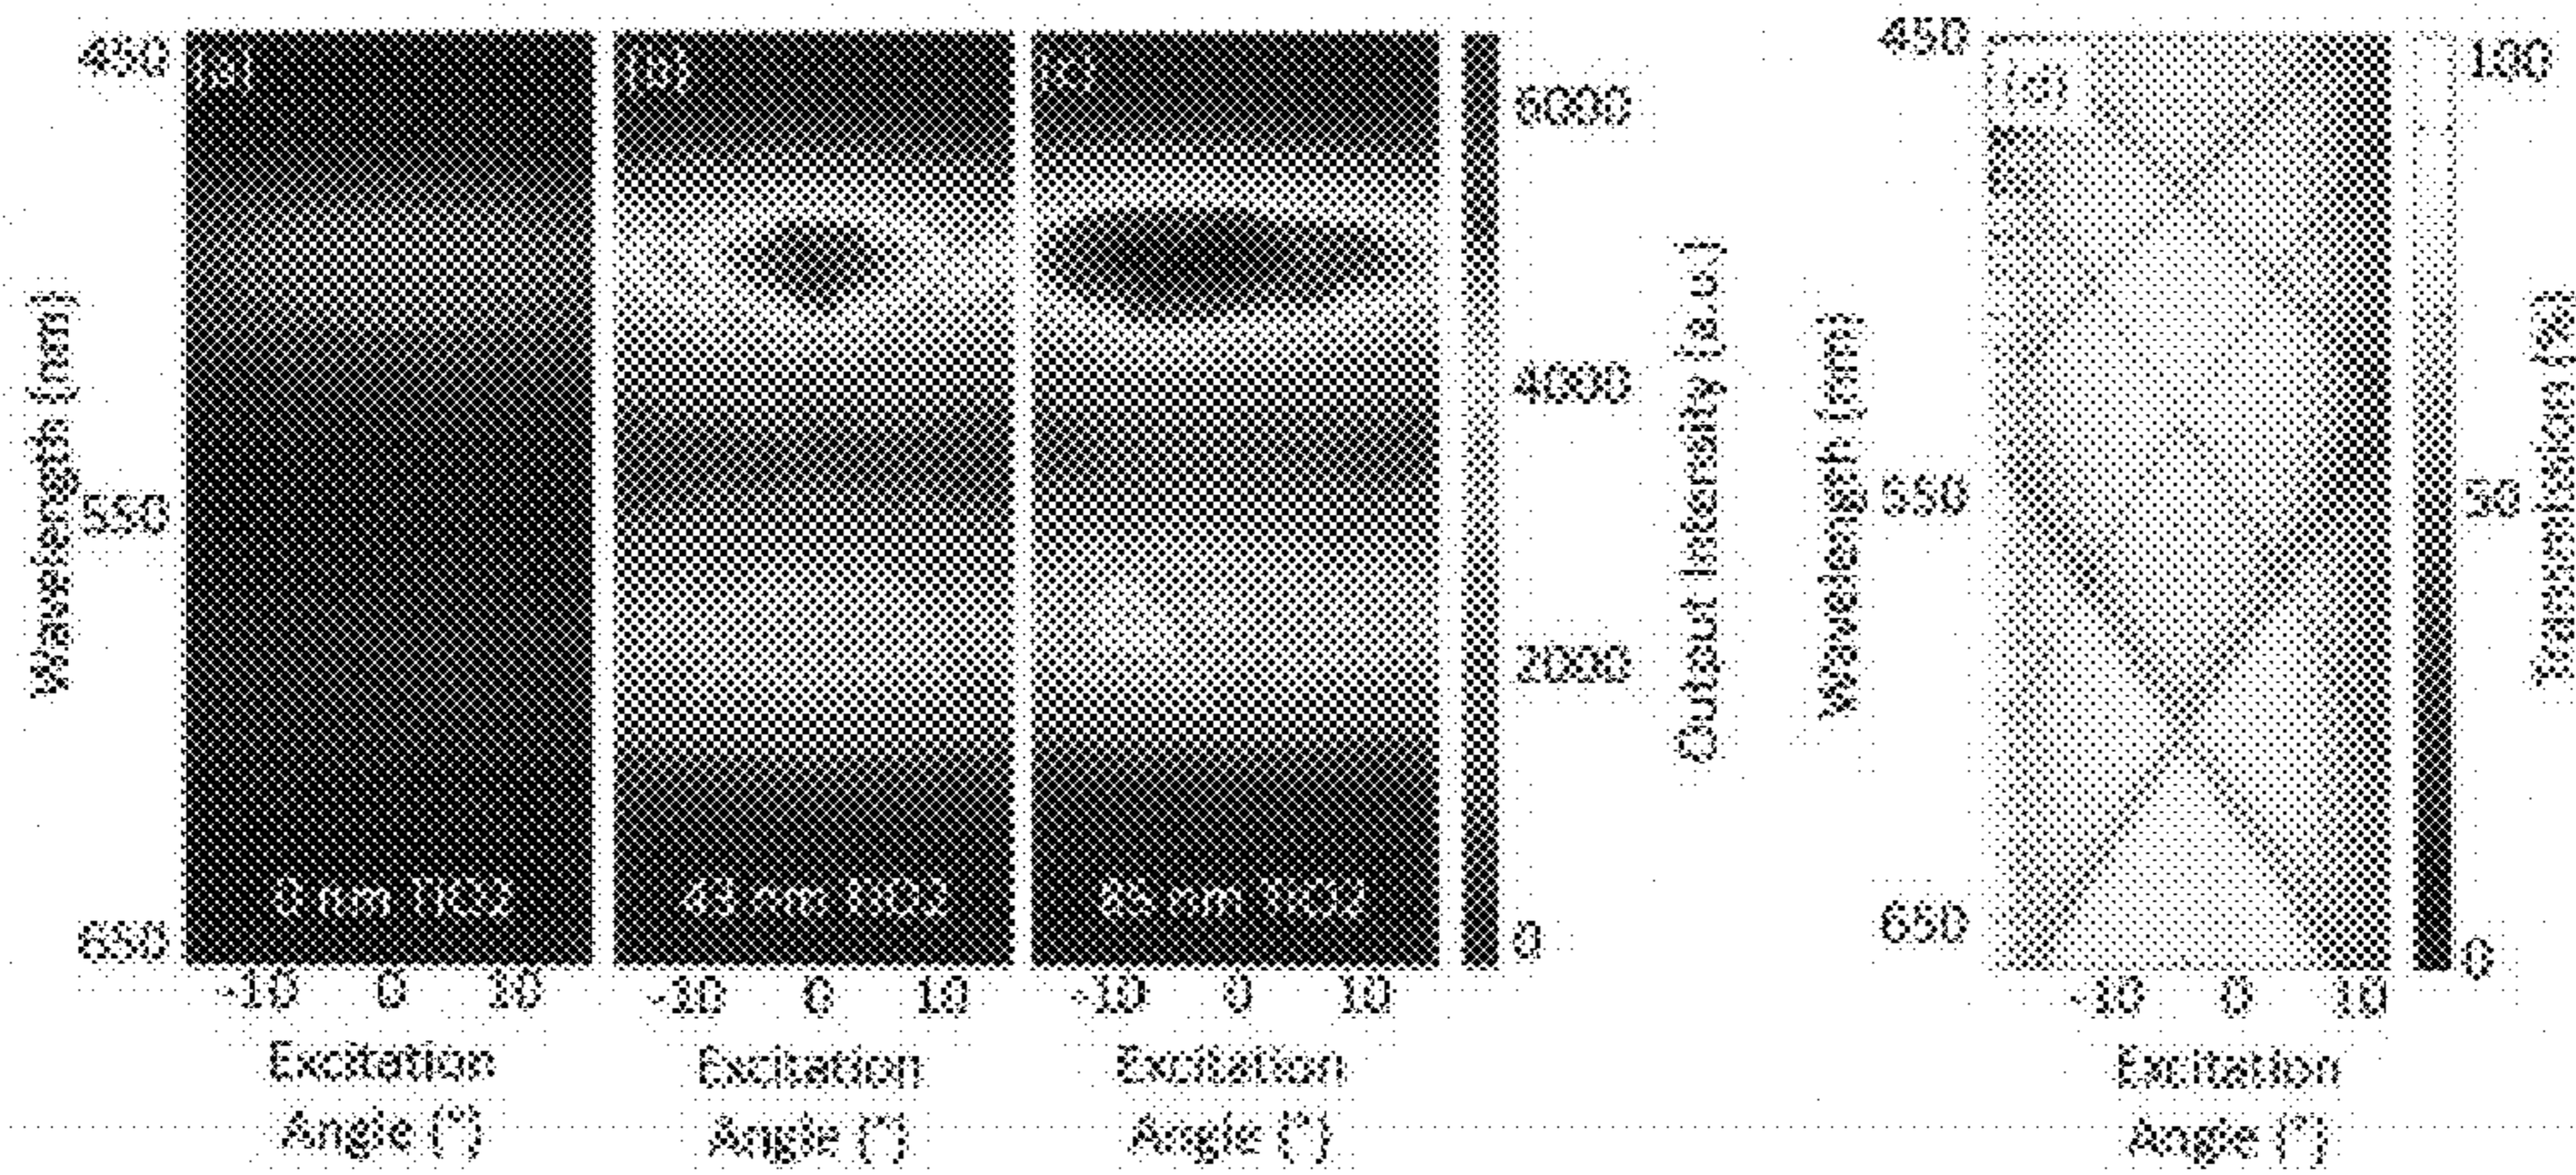 (a)
(b)
(c)
(d)
450
550
650
Wavelength (nm)
0 nm TiO2
43 nm TiO2
85 nm TiO2
-10 0 10
-10 0 10
-10 0 10
Excitation
Angle (°)
Excitation
Angle (°)
Excitation
Angle (°)
6000
4000
2000
0
Output Intensity (a.u.)
450
550
650
Wavelength (nm)
-10 0 10
Excitation
Angle (°)
100
50
0
Transmission (%)